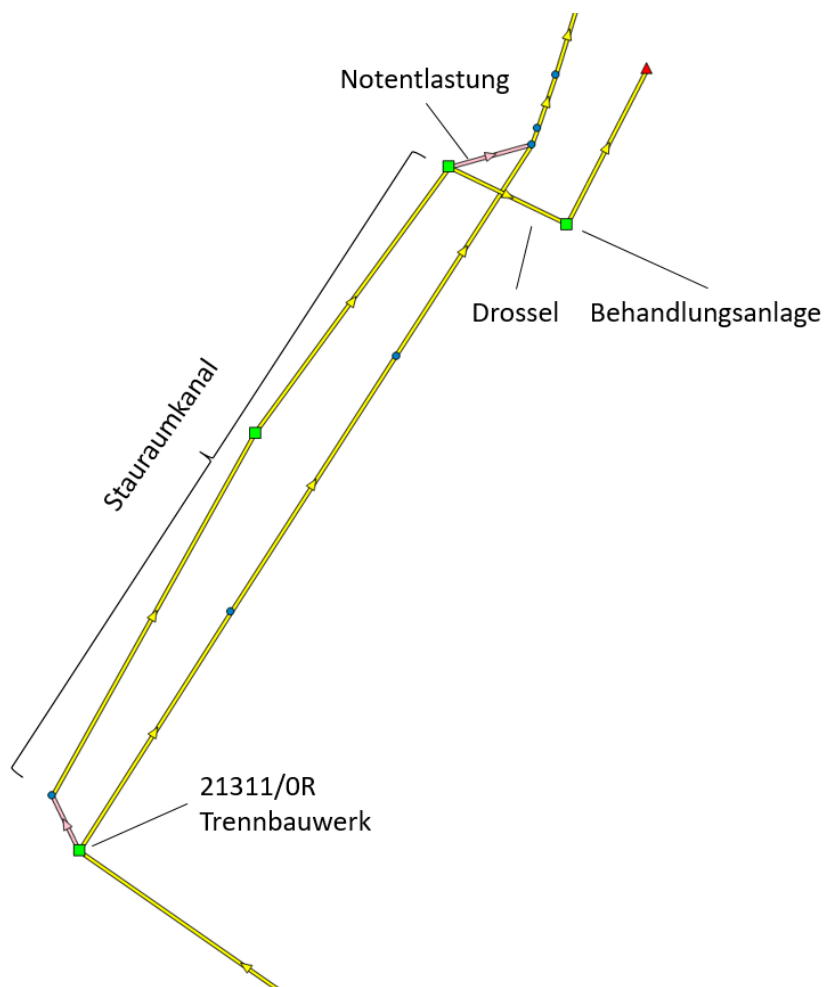 Notentlastung
Drossel
Behandlungsanlage
Stauraumkanal
21311/0R
Trennbauwerk